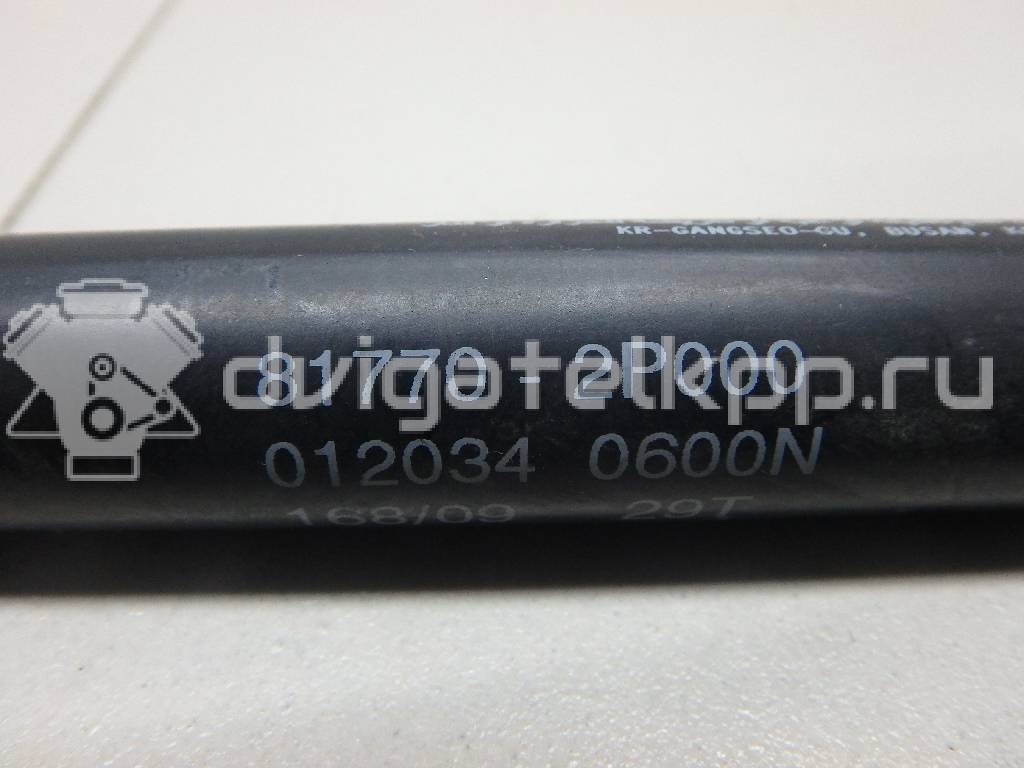 KR-GANGSEO-GU, BUSAN,
81770 - 2P000
dvigatelkpp.ru
012034 0600N
168/09 29T